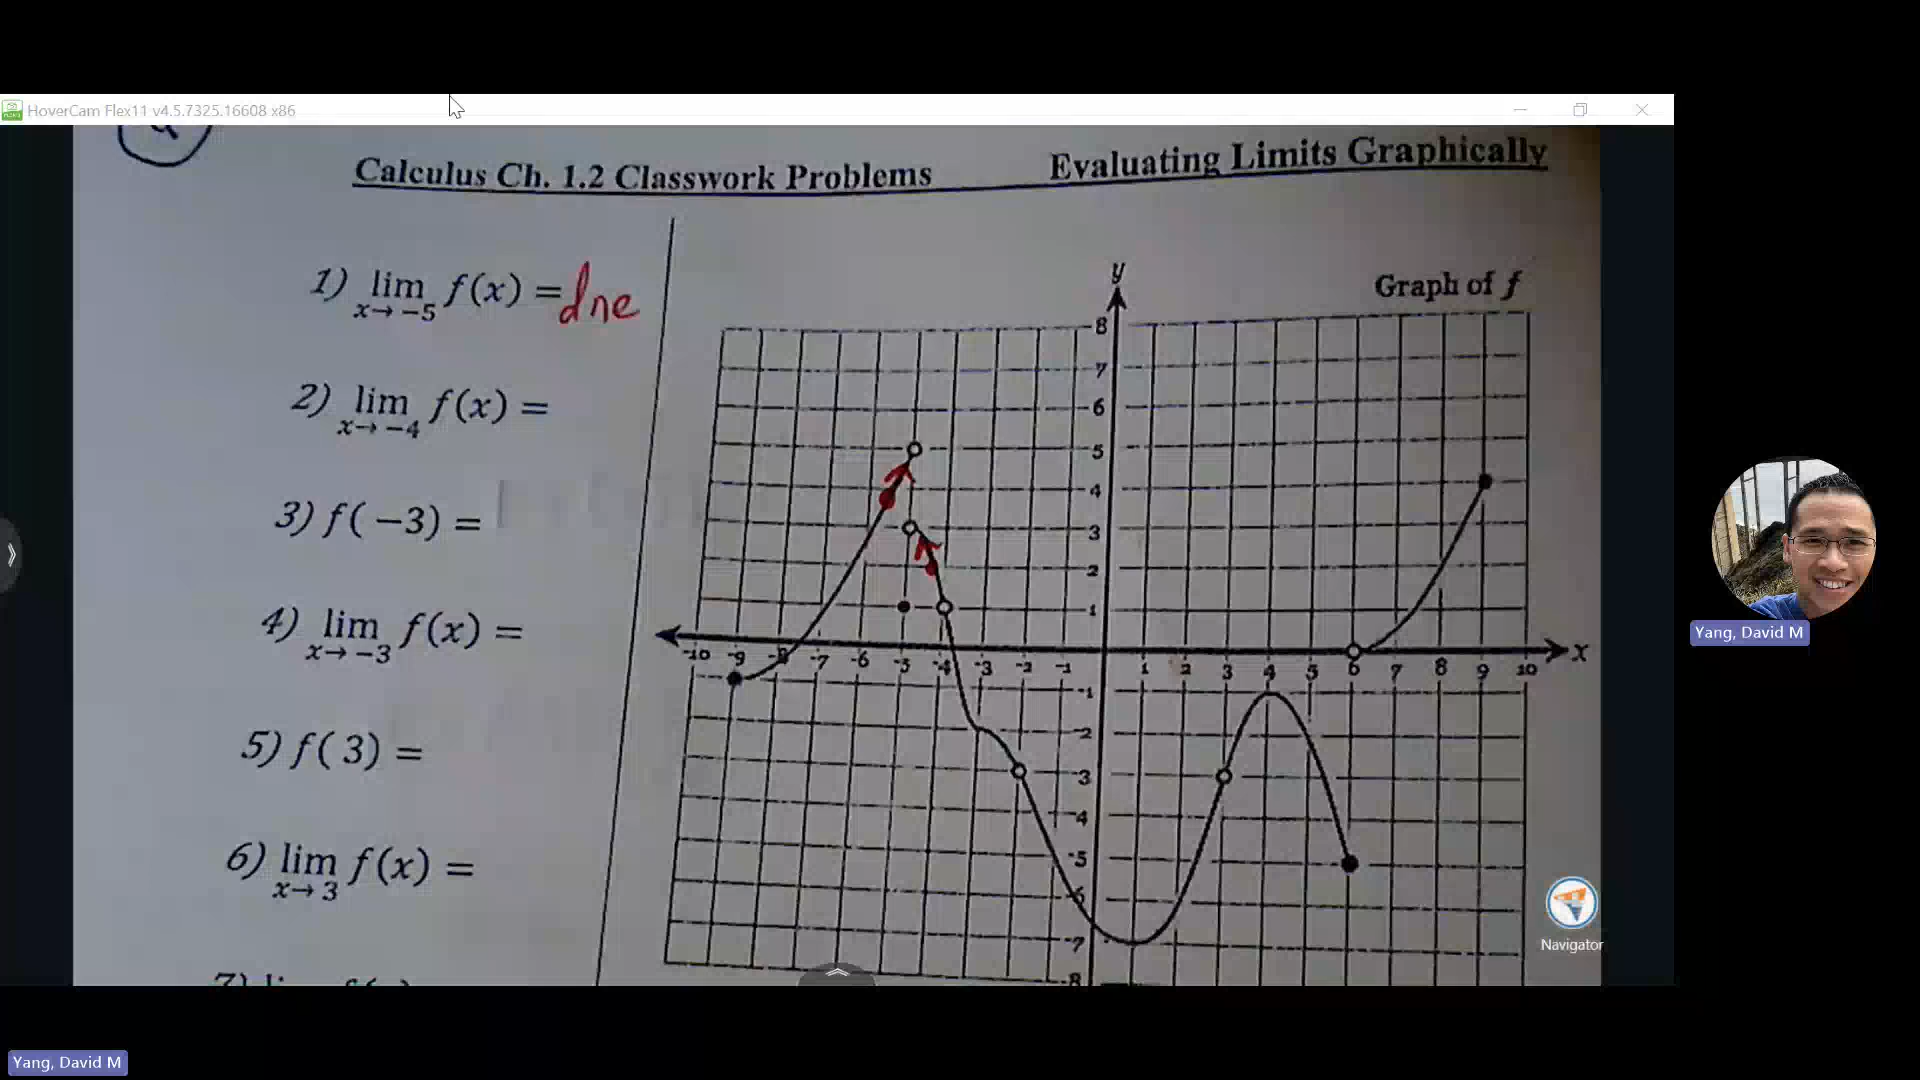 HoverCam Flex11 v4.5.7325.16608 x86
Calculus Ch. 1.2 Classwork Problems
Evaluating Limits Graphically
1) lim f(x) = dne
x→ -5
2) lim f(x) =
x→ -4
3) f( -3) =
4) lim f(x) =
x→ -3
5) f( 3) =
6) lim f(x) =
x→ 3
y
Graph of f
8
7
6
5
4
3
2
1
-10 -9 -8 -7 -6 -5 -4 -3 -2 -1 1 2 3 4 5 6 7 8 9 10 x
-1
-2
-3
-4
-5
-6
-7
-8
Navigator
Yang, David M
Yang, David M